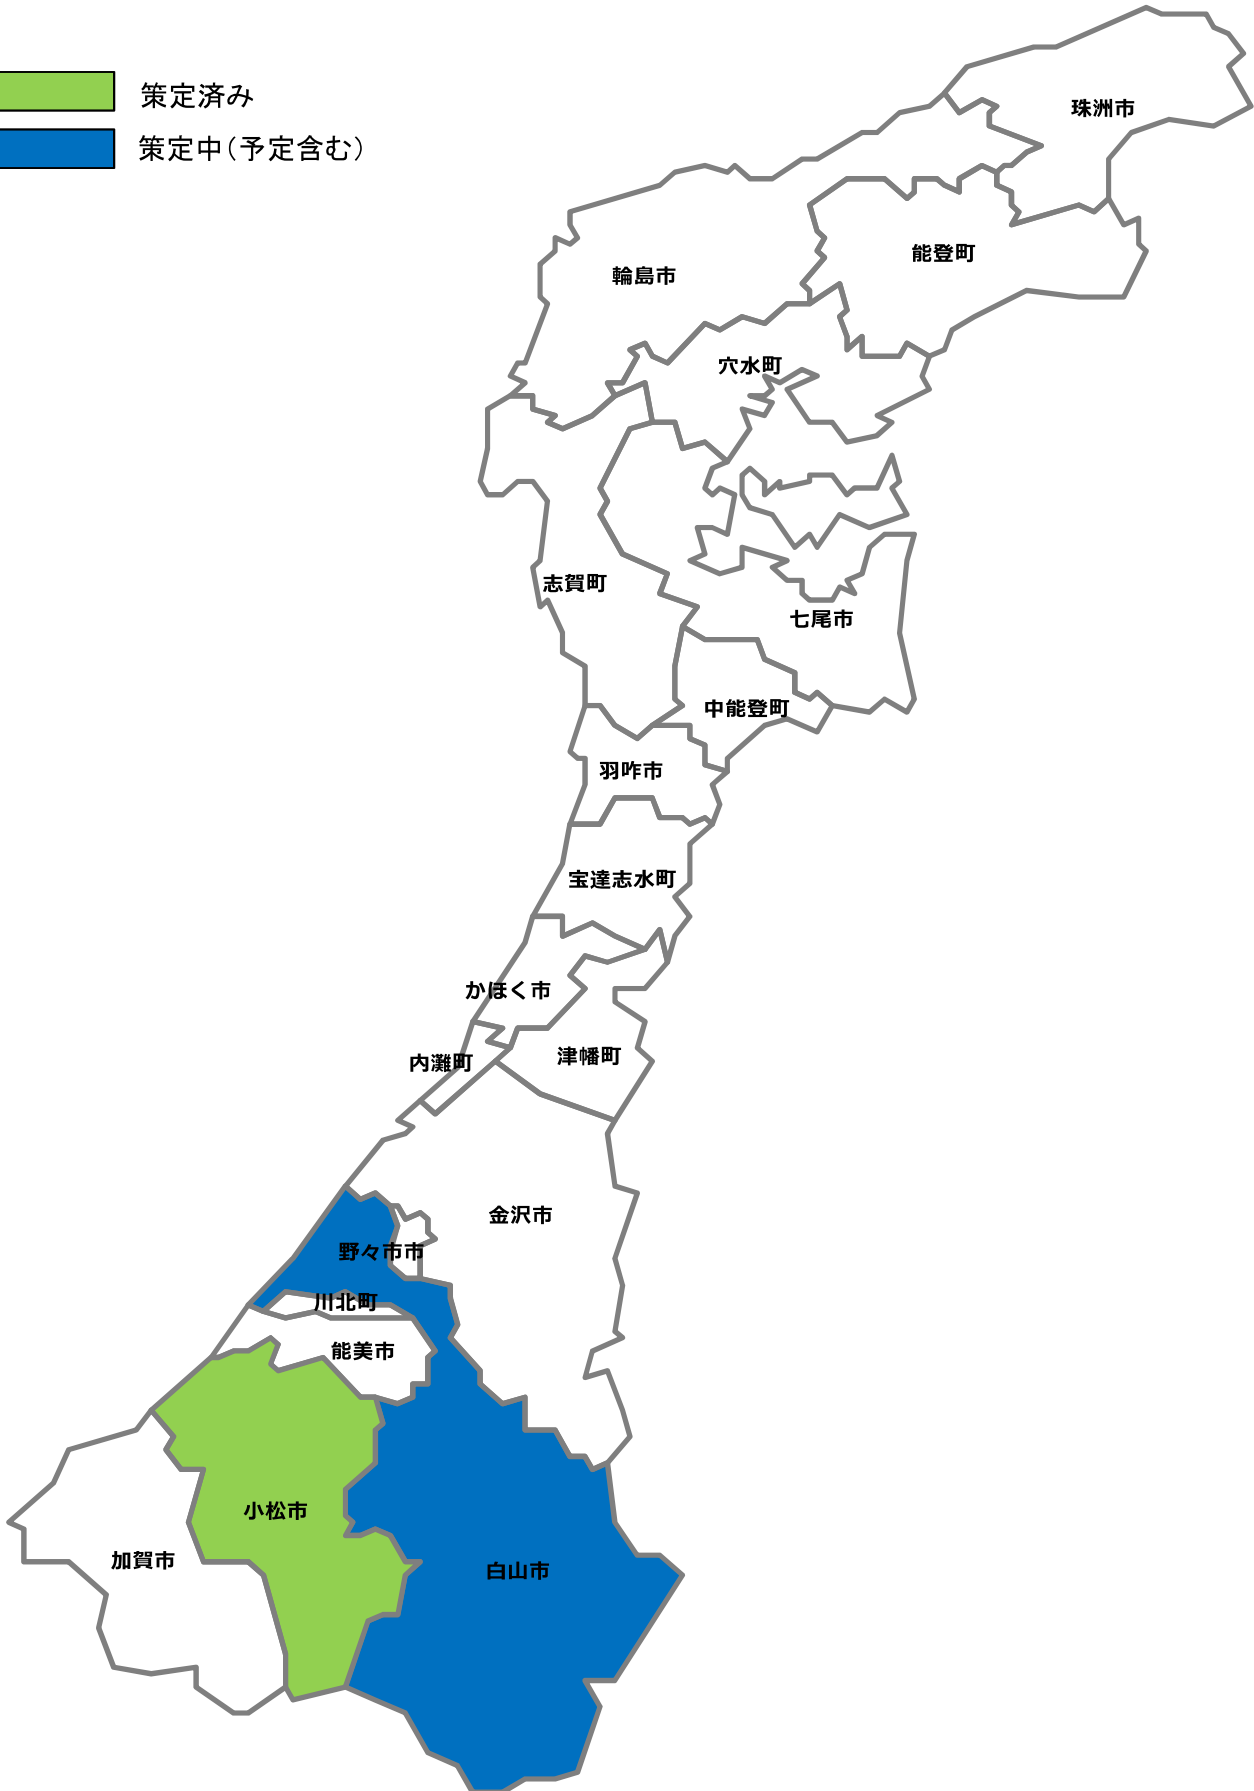 策定済み
策定中（予定含む）
珠洲市
能登町
輪島市
穴水町
志賀町
七尾市
中能登町
羽咋市
宝達志水町
かほく市
内灘町
津幡町
金沢市
野々市市
川北町
能美市
小松市
加賀市
白山市